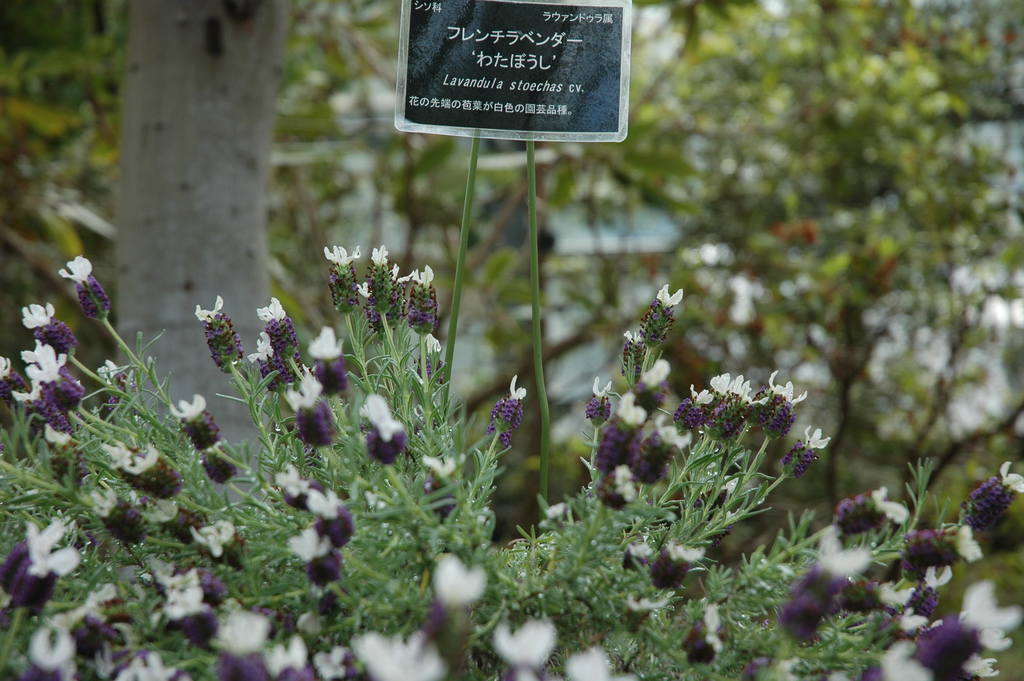 シソ科 ラヴァンドゥラ属
フレンチラベンダー
‘わたぼうし’
Lavandula stoechas cv.
花の先端の苞葉が白色の園芸品種。